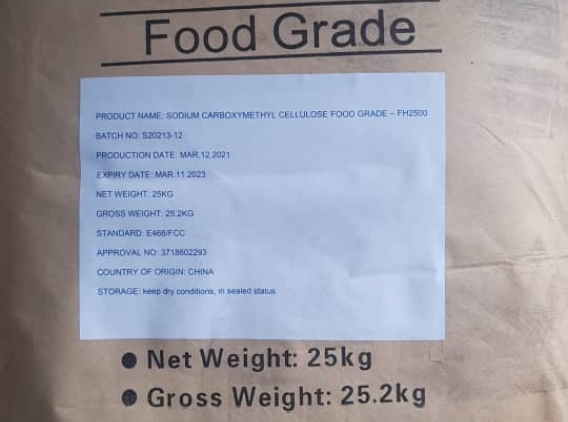 Food Grade
PRODUCT NAME: SODIUM CARBOXYMETHYL CELLULOSE FOOD GRADE – FH2500
BATCH NO: S20213-12
PRODUCTION DATE: MAR.12.2021
EXPIRY DATE: MAR.11.2023
NET WEIGHT: 25KG
GROSS WEIGHT: 25.2KG
STANDARD: E466/FCC
APPROVAL NO: 3718602293
COUNTRY OF ORIGIN: CHINA
STORAGE: keep dry conditions, in sealed status
● Net Weight: 25kg
● Gross Weight: 25.2kg